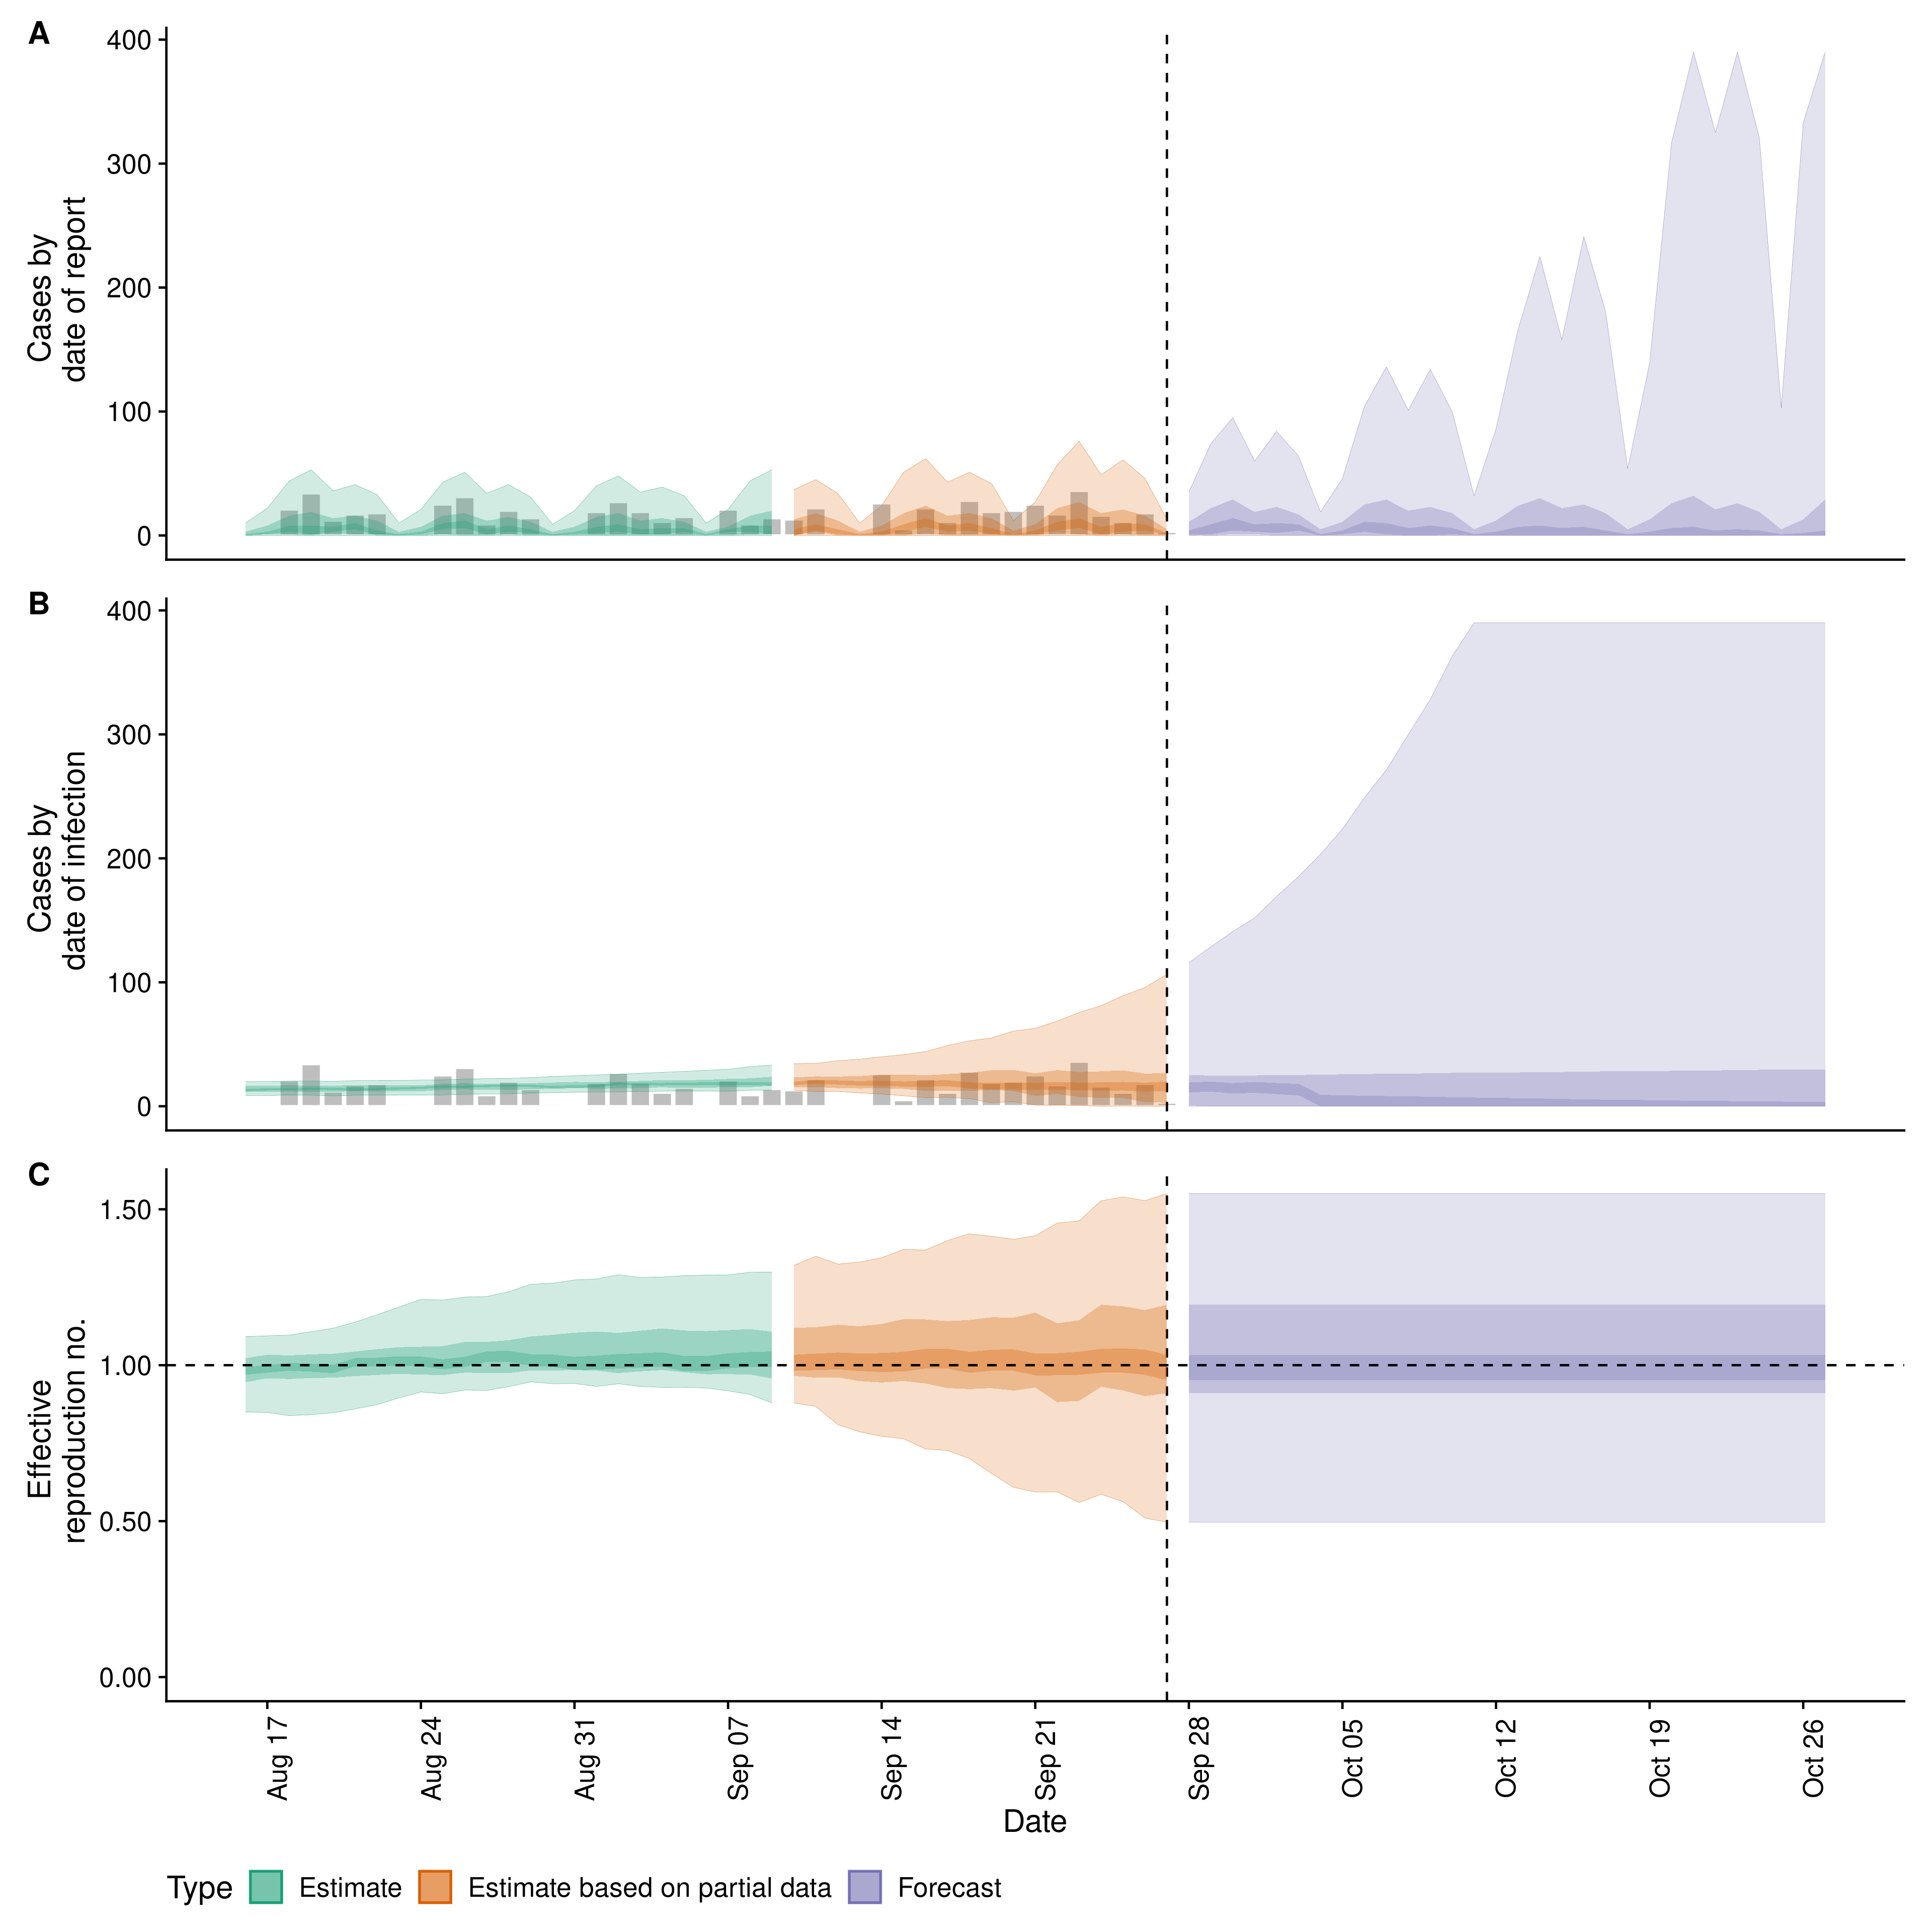 A
400
300
200
100
0
Cases by
date of report
B
400
300
200
100
0
Cases by
date of infection
C
1.50
1.00
0.50
0.00
Effective
reproduction no.
Aug 17
Aug 24
Aug 31
Sep 07
Sep 14
Sep 21
Sep 28
Oct 05
Oct 12
Oct 19
Oct 26
Date
Type Estimate Estimate based on partial data Forecast